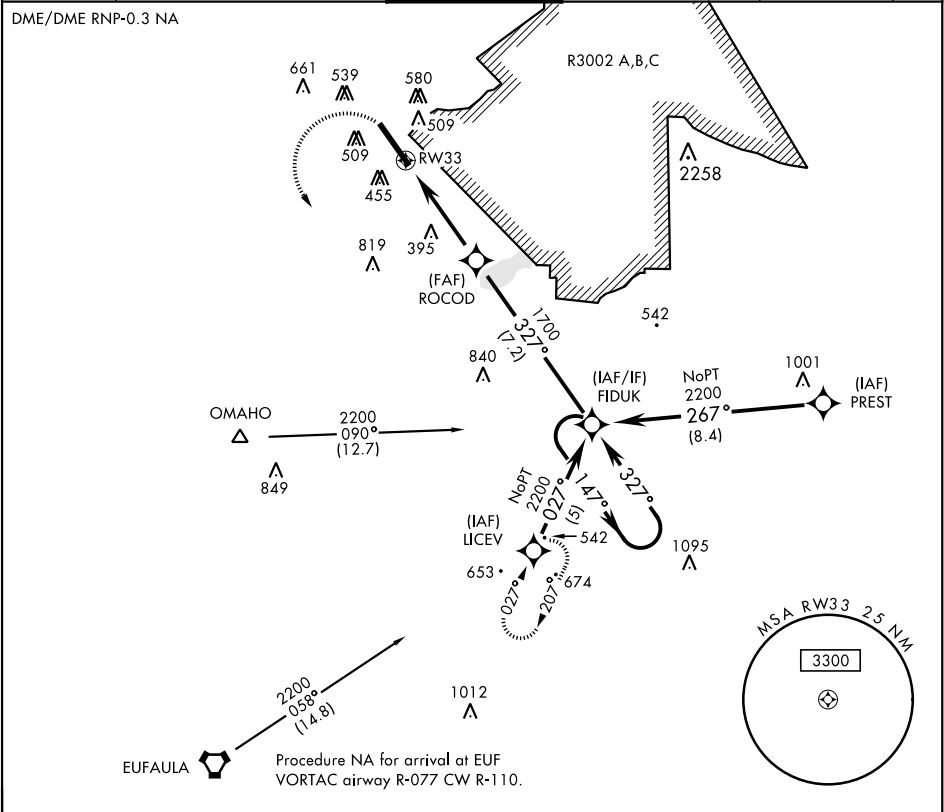 DME/DME RNP-0.3 NA
R3002 A,B,C
661
539
580
509
509
RW33
455
2258
819
395
(FAF)
ROCOD
542
1700
327°
(7.2)
840
1001
(IAF/IF)
FIDUK
NoPT
2200
267°
(8.4)
(IAF)
PREST
OMAHO
2200
090°
(12.7)
849
NoPT
2200
027°
(5)
147°
327°
(IAF)
LICEV
542
1095
653
674
027°
207°
MSA RW33 25 NM
3300
2200
058°
(14.8)
1012
EUFAULA
Procedure NA for arrival at EUF
VORTAC airway R-077 CW R-110.